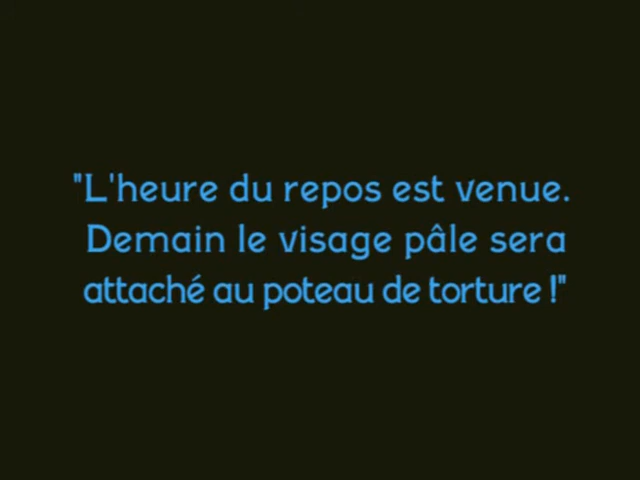 "L'heure du repos est venue.
Demain le visage pâle sera
attaché au poteau de torture !"